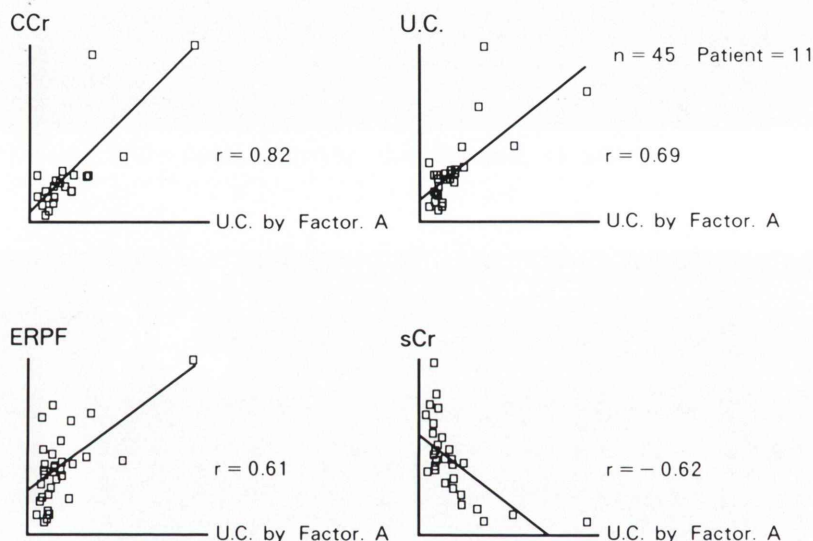 CCr
r = 0.82
U.C. by Factor. A
U.C.
n = 45 Patient = 11
r = 0.69
U.C. by Factor. A
ERPF
r = 0.61
U.C. by Factor. A
sCr
r = − 0.62
U.C. by Factor. A